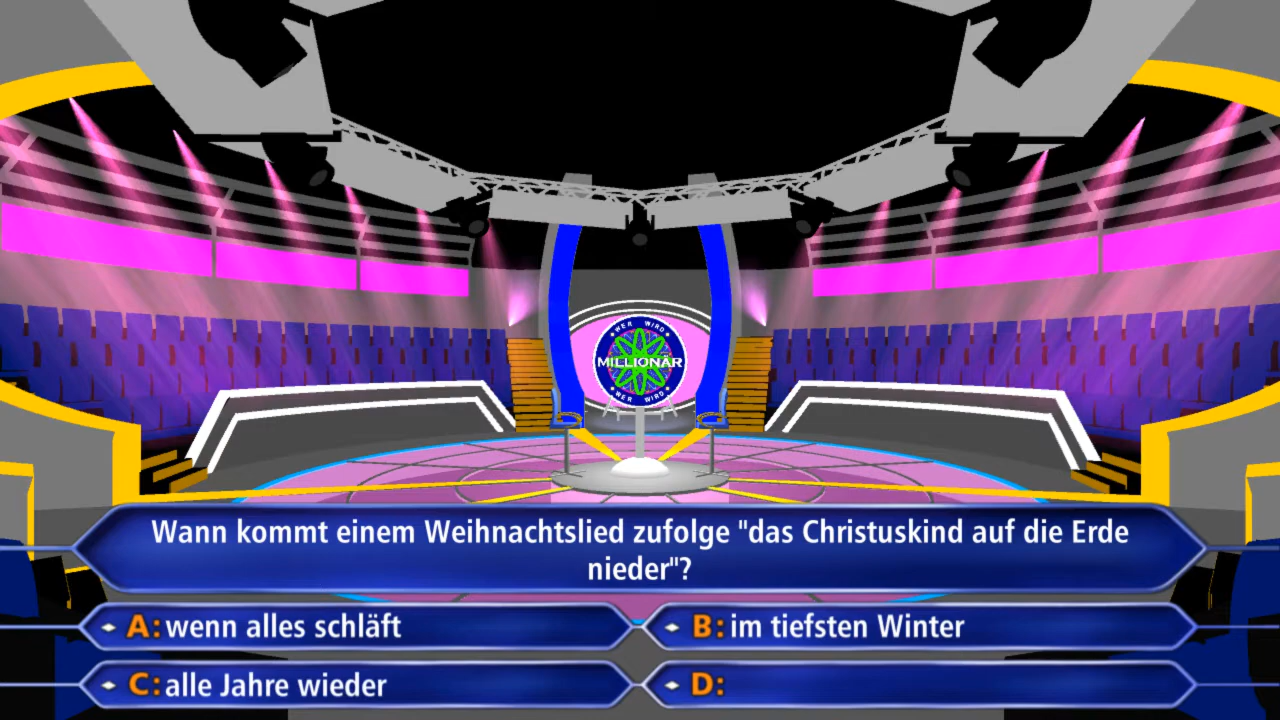 WER WIRD
MILLIONÄR
WER WIRD
Wann kommt einem Weihnachtslied zufolge "das Christuskind auf die Erde
nieder"?
A: wenn alles schläft
B: im tiefsten Winter
C: alle Jahre wieder
D: